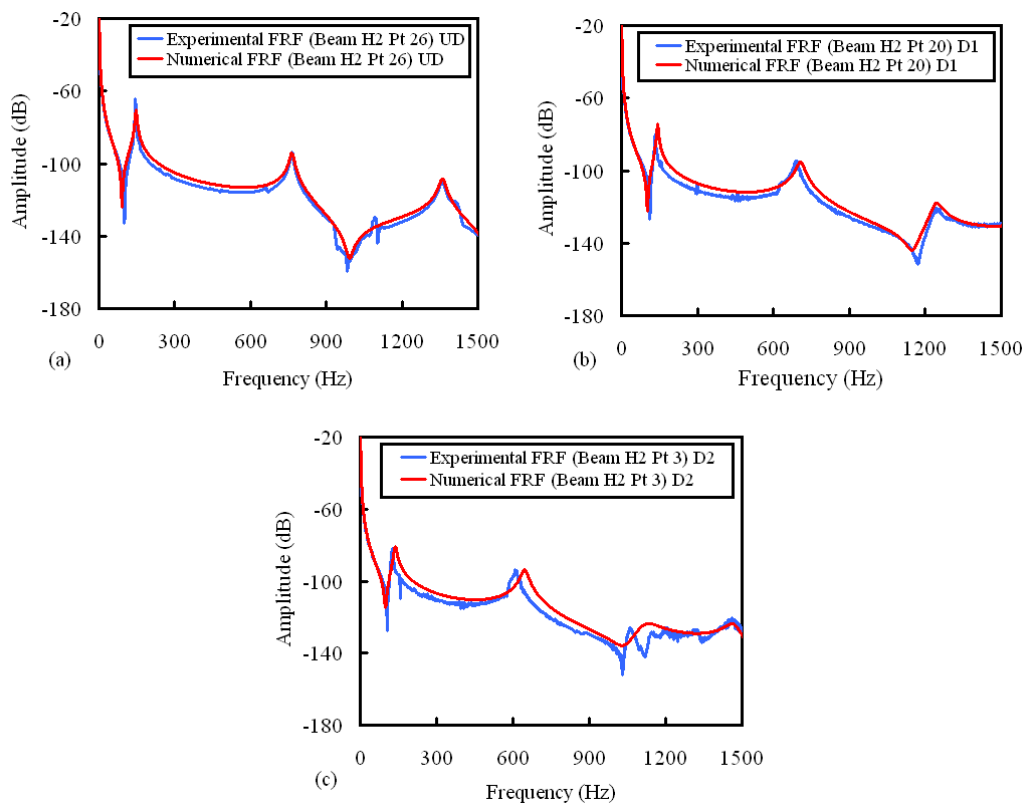 -20
-60
-100
-140
-180
Amplitude (dB)
Experimental FRF (Beam H2 Pt 26) UD
Numerical FRF (Beam H2 Pt 26) UD
0 300 600 900 1200 1500
(a)
Frequency (Hz)
-20
-60
-100
-140
-180
Amplitude (dB)
Experimental FRF (Beam H2 Pt 20) D1
Numerical FRF (Beam H2 Pt 20) D1
0 300 600 900 1200 1500
(b)
Frequency (Hz)
-20
-60
-100
-140
-180
Amplitude (dB)
Experimental FRF (Beam H2 Pt 3) D2
Numerical FRF (Beam H2 Pt 3) D2
0 300 600 900 1200 1500
(c)
Frequency (Hz)